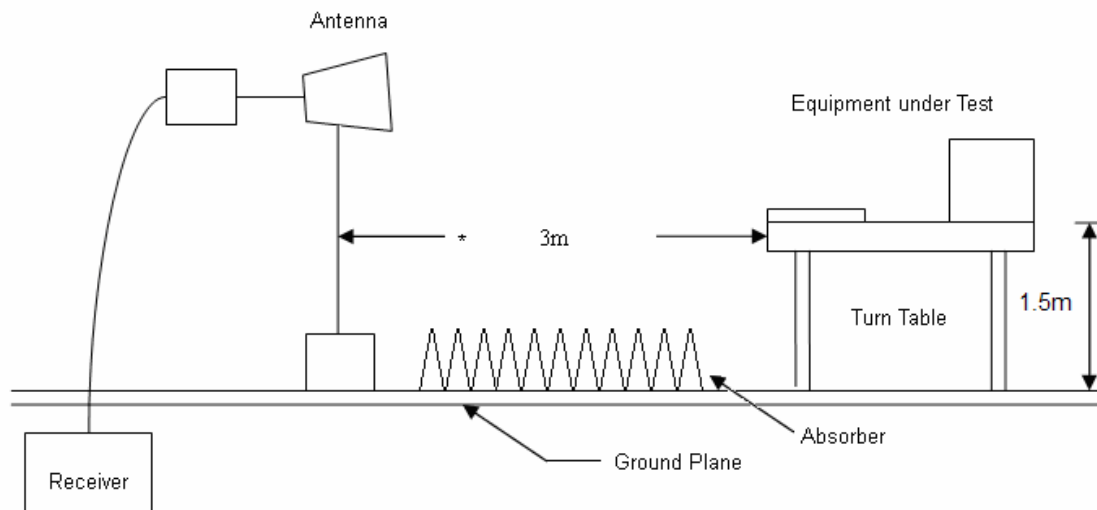 Antenna
Equipment under Test
* 3m
1.5m
Turn Table
Absorber
Ground Plane
Receiver